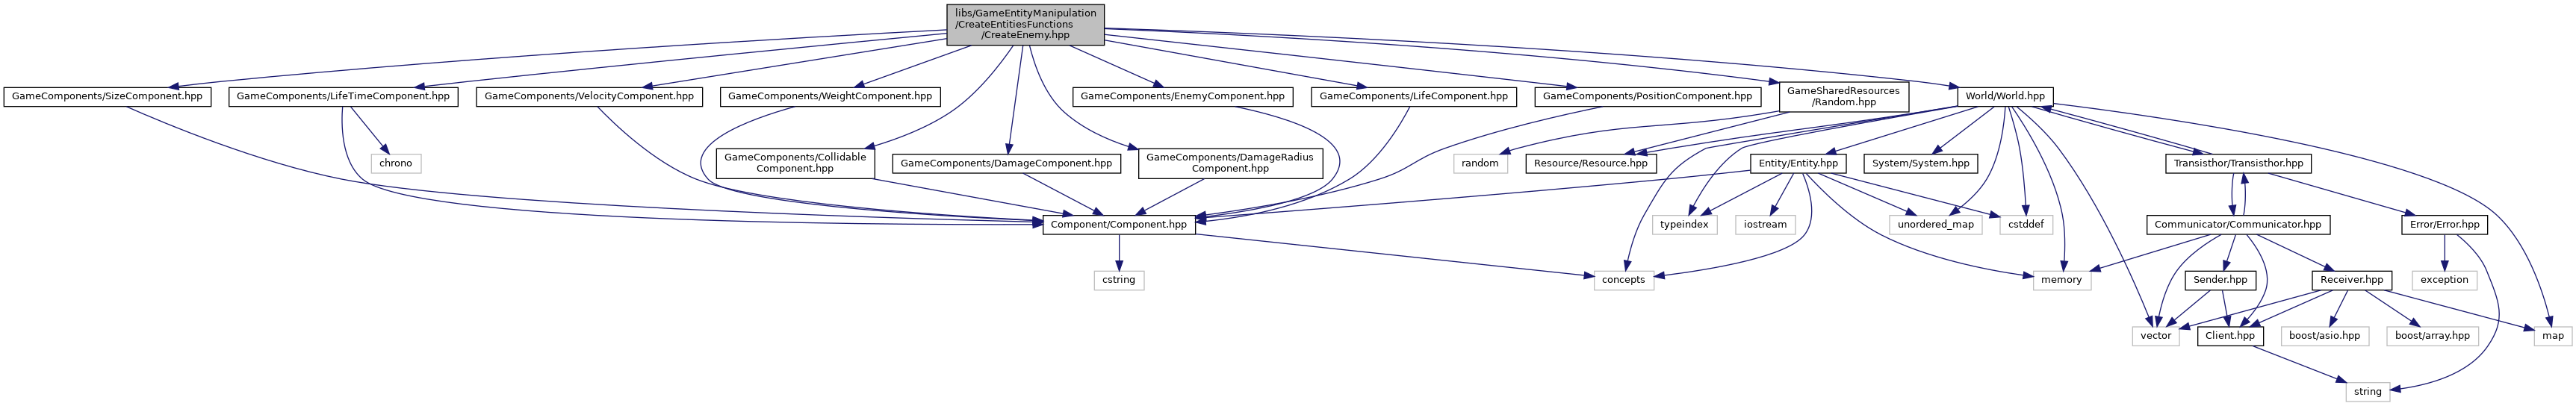 libs/GameEntityManipulation
/CreateEntitiesFunctions
/CreateEnemy.hpp
GameComponents/SizeComponent.hpp
GameComponents/LifeTimeComponent.hpp
GameComponents/VelocityComponent.hpp
GameComponents/WeightComponent.hpp
GameComponents/EnemyComponent.hpp
GameComponents/LifeComponent.hpp
GameComponents/PositionComponent.hpp
GameSharedResources
/Random.hpp
World/World.hpp
chrono
GameComponents/Collidable
Component.hpp
GameComponents/DamageComponent.hpp
GameComponents/DamageRadius
Component.hpp
random
Resource/Resource.hpp
Entity/Entity.hpp
System/System.hpp
Transisthor/Transisthor.hpp
Component/Component.hpp
typeindex
iostream
unordered_map
cstddef
Communicator/Communicator.hpp
Error/Error.hpp
cstring
concepts
memory
Sender.hpp
Receiver.hpp
exception
vector
Client.hpp
boost/asio.hpp
boost/array.hpp
map
string